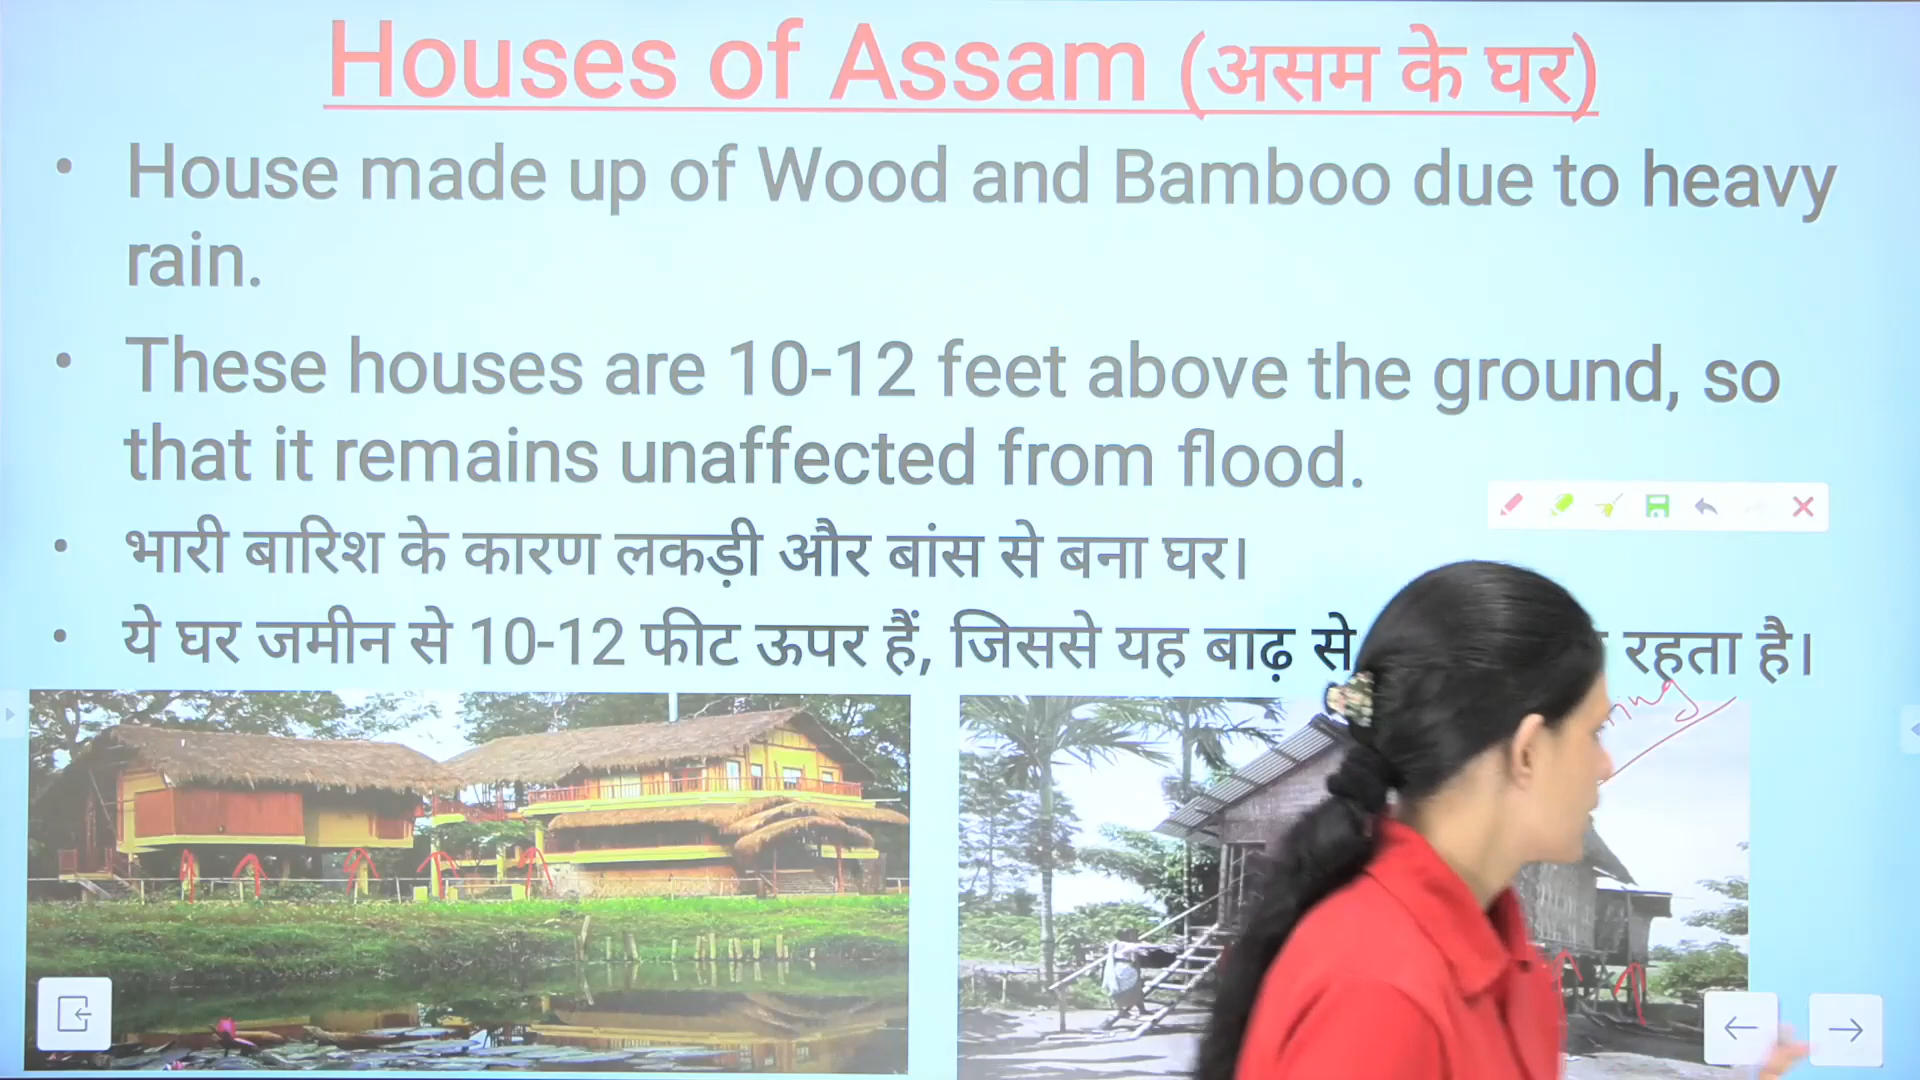 Houses of Assam (असम के घर)
• House made up of Wood and Bamboo due to heavy
rain.
• These houses are 10-12 feet above the ground, so
that it remains unaffected from flood.
• भारी बारिश के कारण लकड़ी और बांस से बना घर।
• ये घर जमीन से 10-12 फीट ऊपर हैं, जिससे यह बाढ़ से रहता है।